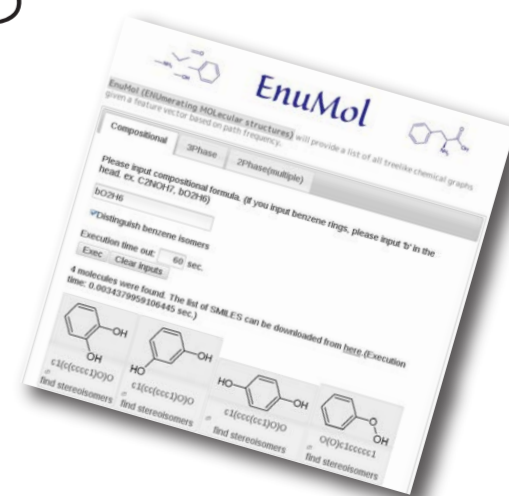 EnuMol
EnuMol (ENUmerating MOLecular structures) will provide a list of all treelike chemical graphs
given a feature vector based on path frequency.
Compositional
3Phase
2Phase(multiple)
Please input compositional formula. (If you input benzene rings, please input 'b' in the
head. ex. C2NOH7, bO2H6)
bO2H6
Distinguish benzene isomers
Execution time out: 60 sec.
Exec
Clear Inputs
4 molecules were found. The list of SMILES can be downloaded from here.(Execution
time: 0.0034379959106445 sec.)
OH
OH
c1(c(cccc1)O)O
find stereoisomers
OH
HO
c1(cc(ccc1)O)O
find stereoisomers
HO
OH
c1(ccc(cc1)O)O
find stereoisomers
O
OH
O(O)c1ccccc1
find stereoisomers